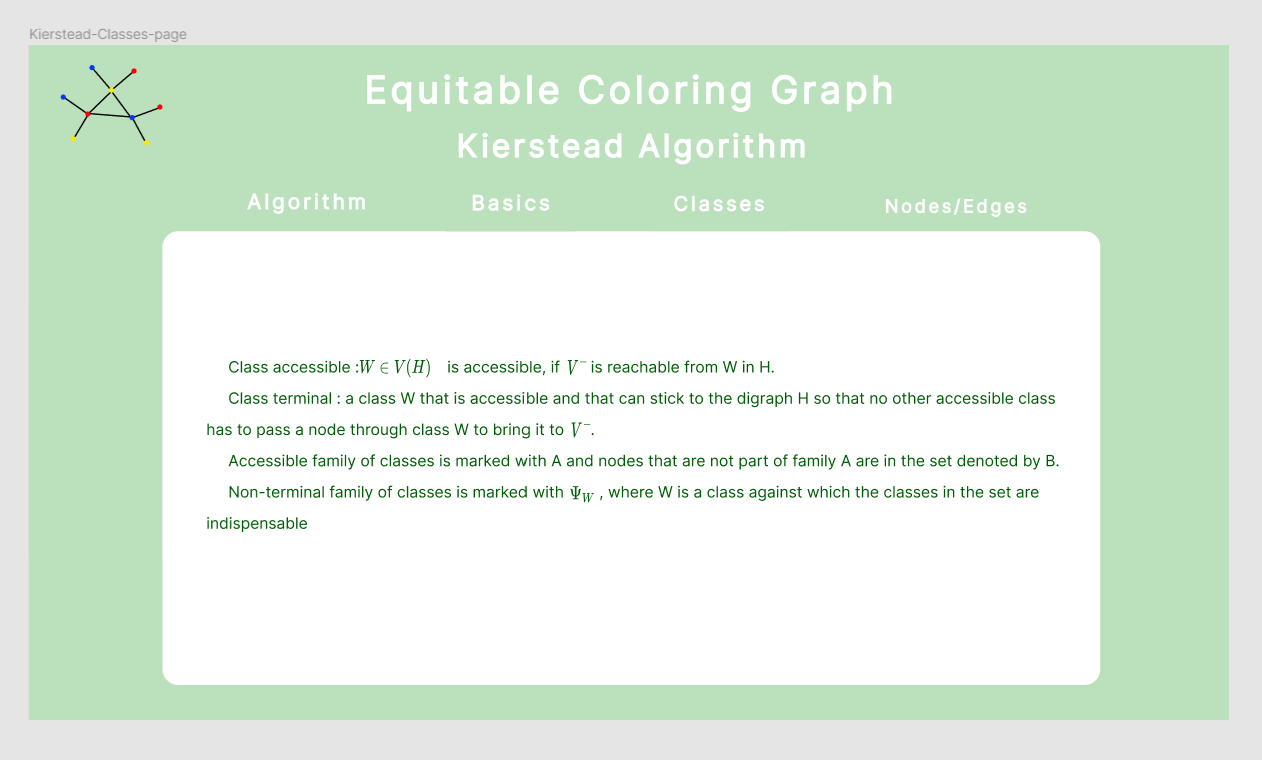 Kierstead-Classes-page
Equitable Coloring Graph
Kierstead Algorithm
Algorithm Basics Classes Nodes/Edges
Class accessible :W ∈ V(H) is accessible, if V⁻ is reachable from W in H.
Class terminal : a class W that is accessible and that can stick to the digraph H so that no other accessible class
has to pass a node through class W to bring it to V⁻.
Accessible family of classes is marked with A and nodes that are not part of family A are in the set denoted by B.
Non-terminal family of classes is marked with Ψ_W , where W is a class against which the classes in the set are
indispensable